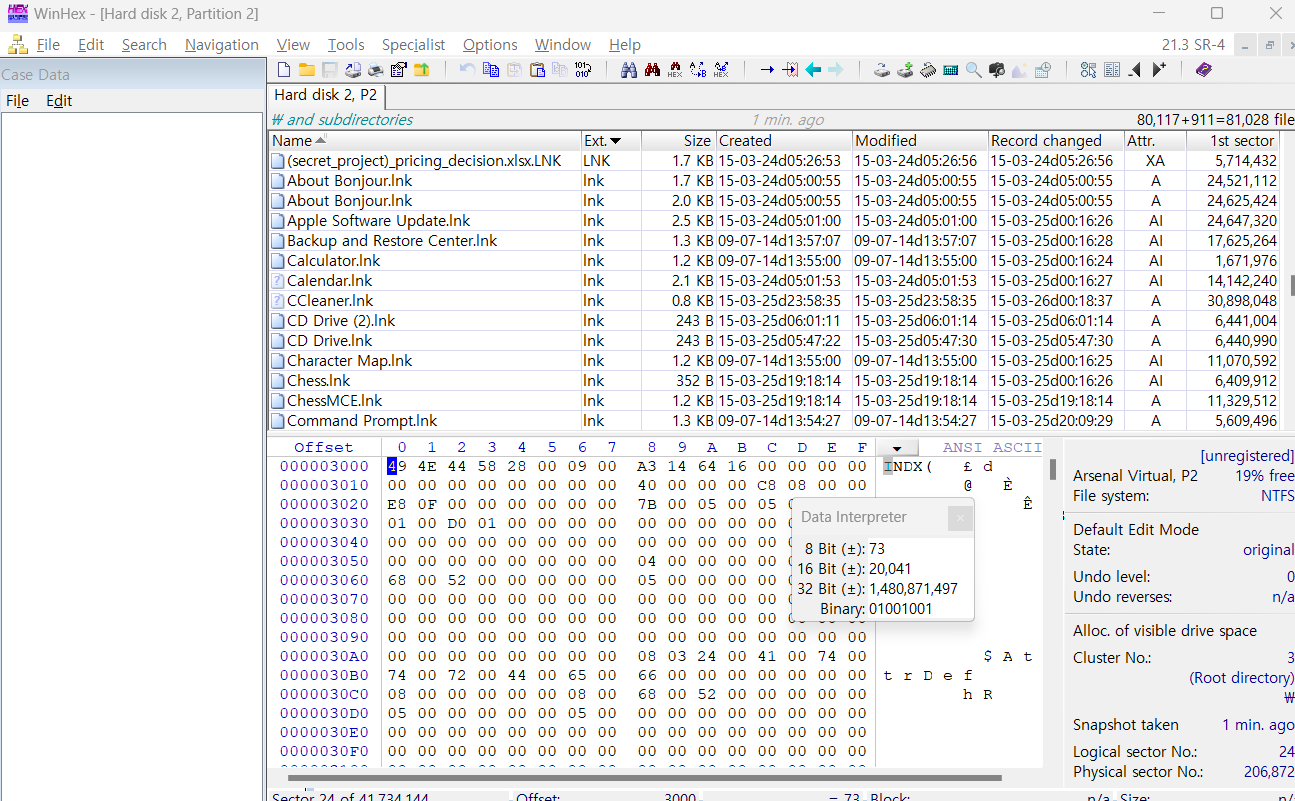 WinHex - [Hard disk 2, Partition 2]
File Edit Search Navigation View Tools Specialist Options Window Help 21.3 SR-4
Case Data
File Edit
Hard disk 2, P2
₩ and subdirectories 1 min. ago 80,117+911=81,028 file
Name Ext. Size Created Modified Record changed Attr. 1st sector
(secret_project)_pricing_decision.xlsx.LNK LNK 1.7 KB 15-03-24d05:26:53 15-03-24d05:26:56 15-03-24d05:26:56 XA 5,714,432
About Bonjour.lnk lnk 1.7 KB 15-03-24d05:00:55 15-03-24d05:00:55 15-03-24d05:00:55 A 24,521,112
About Bonjour.lnk lnk 2.0 KB 15-03-24d05:00:55 15-03-24d05:00:55 15-03-24d05:00:55 A 24,625,424
Apple Software Update.lnk lnk 2.5 KB 15-03-24d05:01:00 15-03-24d05:01:00 15-03-25d00:16:26 AI 24,647,320
Backup and Restore Center.lnk lnk 1.3 KB 09-07-14d13:57:07 09-07-14d13:57:07 15-03-25d00:16:28 AI 17,625,264
Calculator.lnk lnk 1.2 KB 09-07-14d13:55:00 09-07-14d13:55:00 15-03-25d00:16:24 AI 1,671,976
Calendar.lnk lnk 2.1 KB 15-03-24d05:01:53 15-03-24d05:01:53 15-03-25d00:16:27 AI 14,142,240
CCleaner.lnk lnk 0.8 KB 15-03-25d23:58:35 15-03-25d23:58:35 15-03-26d00:18:37 A 30,898,048
CD Drive (2).lnk lnk 243 B 15-03-25d06:01:11 15-03-25d06:01:14 15-03-25d06:01:14 A 6,441,004
CD Drive.lnk lnk 243 B 15-03-25d05:47:22 15-03-25d05:47:30 15-03-25d05:47:30 A 6,440,990
Character Map.lnk lnk 1.2 KB 09-07-14d13:55:00 09-07-14d13:55:00 15-03-25d00:16:25 AI 11,070,592
Chess.lnk lnk 352 B 15-03-25d19:18:14 15-03-25d19:18:14 15-03-25d00:16:26 AI 6,409,912
ChessMCE.lnk lnk 1.2 KB 15-03-25d19:18:14 15-03-25d19:18:14 15-03-25d19:18:14 A 11,329,512
Command Prompt.lnk lnk 1.3 KB 09-07-14d13:54:27 09-07-14d13:54:27 15-03-25d20:09:29 A 5,609,496
Offset 0 1 2 3 4 5 6 7 8 9 A B C D E F ANSI ASCII
000003000 49 4E 44 58 28 00 09 00 A3 14 64 16 00 00 00 00 INDX( £ d
000003010 00 00 00 00 00 00 00 00 40 00 00 00 C8 08 00 00 @ È
000003020 E8 0F 00 00 00 00 00 00 7B 00 05 00 05 Ê
000003030 01 00 D0 01 00 00 00 00 00 00 00 00 00
000003040 00 00 00 00 00 00 00 00 00 00 00 00 00
000003050 00 00 00 00 00 00 00 00 04 00 00 00 00
000003060 68 00 52 00 00 00 00 00 05 00 00 00 00
000003070 00 00 00 00 00 00 00 00 00 00 00 00 00
000003080 00 00 00 00 00 00 00 00 00 00 00 00 00
000003090 00 00 00 00 00 00 00 00 00 00 00 00 00 00 00 00
0000030A0 00 00 00 00 00 00 00 00 08 03 24 00 41 00 74 00 $ A t
0000030B0 74 00 72 00 44 00 65 00 66 00 00 00 00 00 00 00 t r D e f
0000030C0 08 00 00 00 00 00 08 00 68 00 52 00 00 00 00 00 h R
0000030D0 05 00 00 00 00 00 05 00 00 00 00 00 00 00 00 00
0000030E0 00 00 00 00 00 00 00 00 00 00 00 00 00 00 00 00
0000030F0 00 00 00 00 00 00 00 00 00 00 00 00 00 00 00 00
Data Interpreter
8 Bit (±): 73
16 Bit (±): 20,041
32 Bit (±): 1,480,871,497
Binary: 01001001
[unregistered]
Arsenal Virtual, P2 19% free
File system: NTFS
Default Edit Mode
State: original
Undo level: 0
Undo reverses: n/a
Alloc. of visible drive space
Cluster No.: 3
(Root directory)
₩
Snapshot taken 1 min. ago
Logical sector No.: 24
Physical sector No.: 206,872
Sector 24 of 41,734,144 Offset: 3000 = 73 Block: n/a Size: